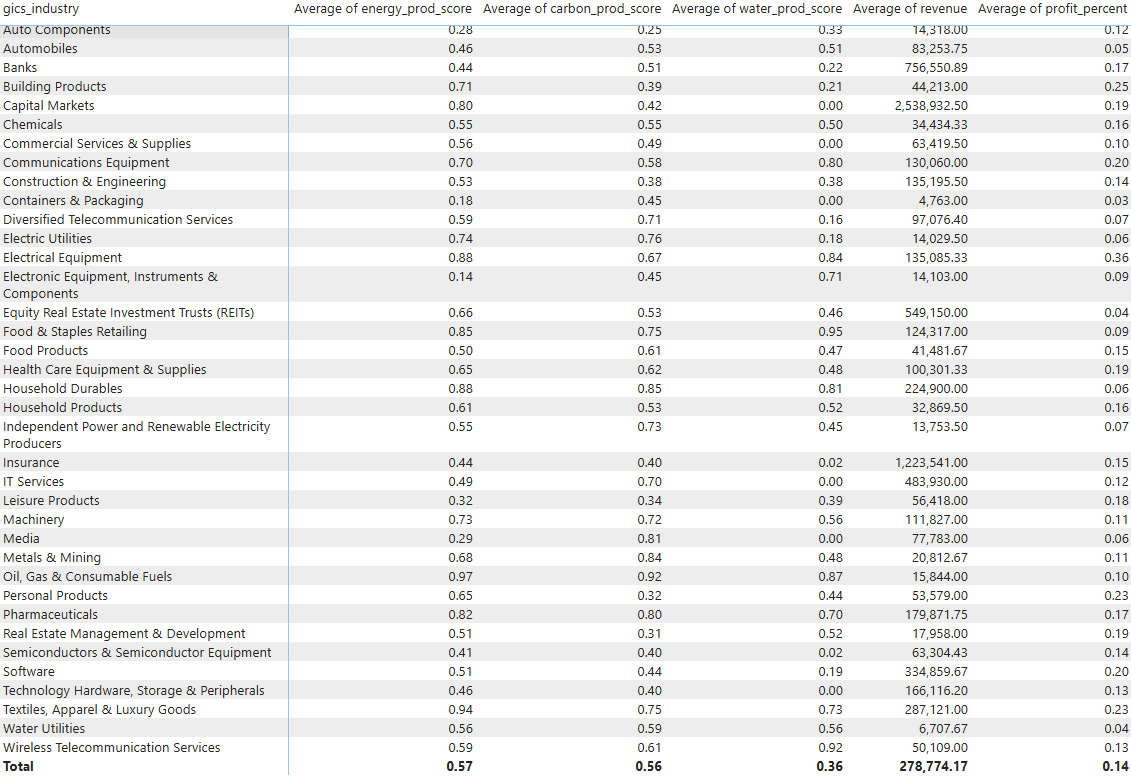 gics_industry Average of energy_prod_score Average of carbon_prod_score Average of water_prod_score Average of revenue Average of profit_percent
Auto Components 0.28 0.25 0.33 14,318.00 0.12
Automobiles 0.46 0.53 0.51 83,253.75 0.05
Banks 0.44 0.51 0.22 756,550.89 0.17
Building Products 0.71 0.39 0.21 44,213.00 0.25
Capital Markets 0.80 0.42 0.00 2,538,932.50 0.19
Chemicals 0.55 0.55 0.50 34,434.33 0.16
Commercial Services & Supplies 0.56 0.49 0.00 63,419.50 0.10
Communications Equipment 0.70 0.58 0.80 130,060.00 0.20
Construction & Engineering 0.53 0.38 0.38 135,195.50 0.14
Containers & Packaging 0.18 0.45 0.00 4,763.00 0.03
Diversified Telecommunication Services 0.59 0.71 0.16 97,076.40 0.07
Electric Utilities 0.74 0.76 0.18 14,029.50 0.06
Electrical Equipment 0.88 0.67 0.84 135,085.33 0.36
Electronic Equipment, Instruments & 0.14 0.45 0.71 14,103.00 0.09
Components
Equity Real Estate Investment Trusts (REITs) 0.66 0.53 0.46 549,150.00 0.04
Food & Staples Retailing 0.85 0.75 0.95 124,317.00 0.09
Food Products 0.50 0.61 0.47 41,481.67 0.15
Health Care Equipment & Supplies 0.65 0.62 0.48 100,301.33 0.19
Household Durables 0.88 0.85 0.81 224,900.00 0.06
Household Products 0.61 0.53 0.52 32,869.50 0.16
Independent Power and Renewable Electricity 0.55 0.73 0.45 13,753.50 0.07
Producers
Insurance 0.44 0.40 0.02 1,223,541.00 0.15
IT Services 0.49 0.70 0.00 483,930.00 0.12
Leisure Products 0.32 0.34 0.39 56,418.00 0.18
Machinery 0.73 0.72 0.56 111,827.00 0.11
Media 0.29 0.81 0.00 77,783.00 0.06
Metals & Mining 0.68 0.84 0.48 20,812.67 0.11
Oil, Gas & Consumable Fuels 0.97 0.92 0.87 15,844.00 0.10
Personal Products 0.65 0.32 0.44 53,579.00 0.23
Pharmaceuticals 0.82 0.80 0.70 179,871.75 0.17
Real Estate Management & Development 0.51 0.31 0.52 17,958.00 0.19
Semiconductors & Semiconductor Equipment 0.41 0.40 0.02 63,304.43 0.14
Software 0.51 0.44 0.19 334,859.67 0.20
Technology Hardware, Storage & Peripherals 0.46 0.40 0.00 166,116.20 0.13
Textiles, Apparel & Luxury Goods 0.94 0.75 0.73 287,121.00 0.23
Water Utilities 0.56 0.59 0.56 6,707.67 0.04
Wireless Telecommunication Services 0.59 0.61 0.92 50,109.00 0.13
Total 0.57 0.56 0.36 278,774.17 0.14